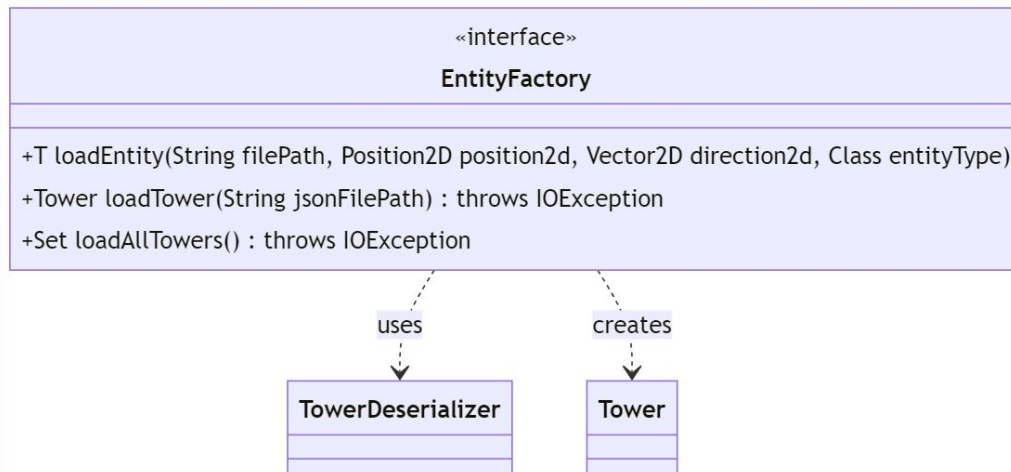 «interface»
EntityFactory
+T loadEntity(String filePath, Position2D position2d, Vector2D direction2d, Class entityType)
+Tower loadTower(String jsonFilePath) : throws IOException
+Set loadAllTowers() : throws IOException
uses creates
TowerDeserializer Tower